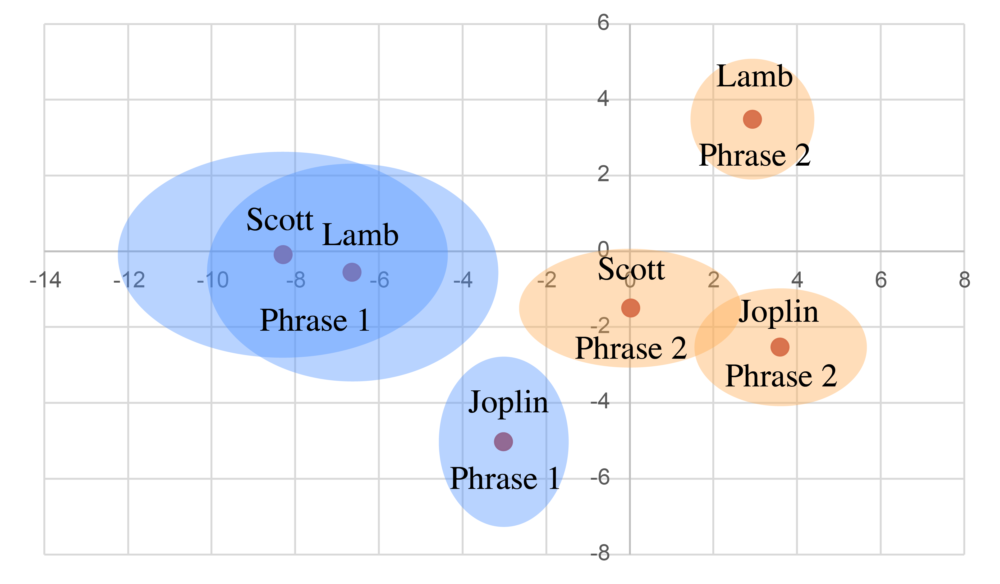 6
Lamb
4
Phrase 2
2
Scott
Lamb
0
Scott
-14 -12 -10 -8 -6 -4 -2 0 2 4 6 8
Phrase 1
Joplin
-2
Phrase 2
Phrase 2
Joplin
-4
Phrase 1
-6
-8